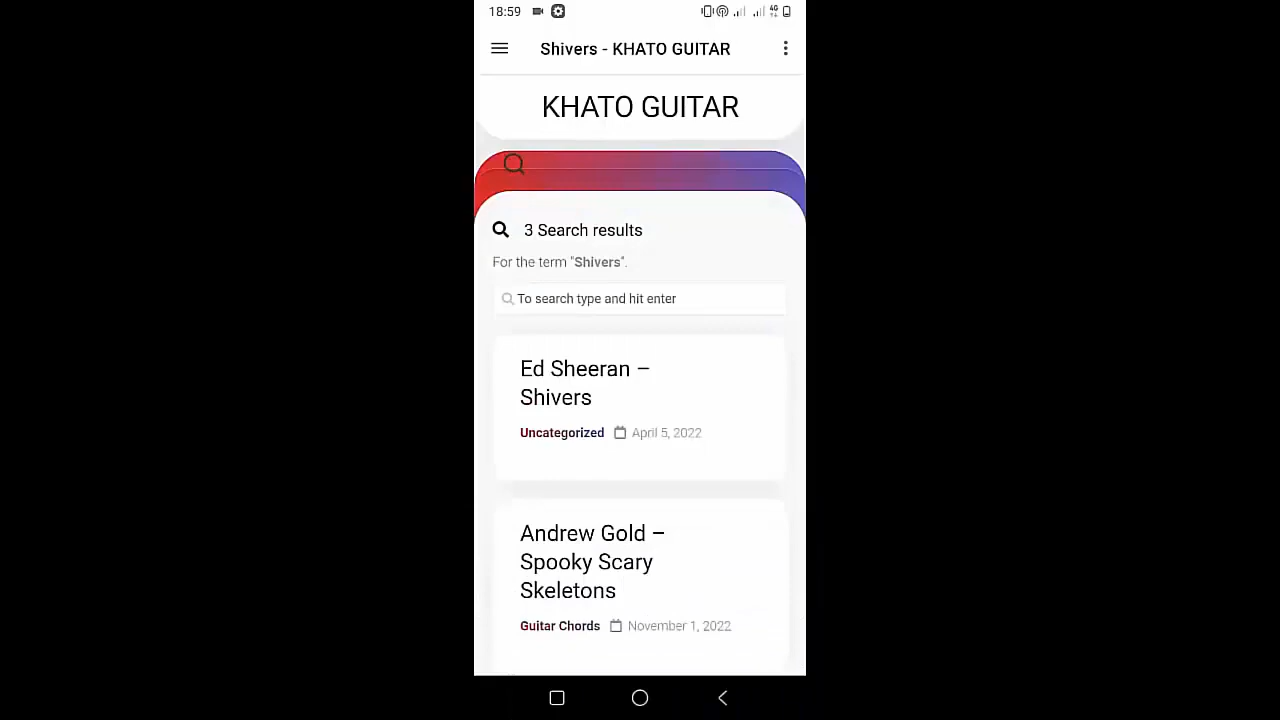 18:59
4G
Shivers - KHATO GUITAR
KHATO GUITAR
3 Search results
For the term "Shivers".
To search type and hit enter
Ed Sheeran –
Shivers
Uncategorized April 5, 2022
Andrew Gold –
Spooky Scary
Skeletons
Guitar Chords November 1, 2022